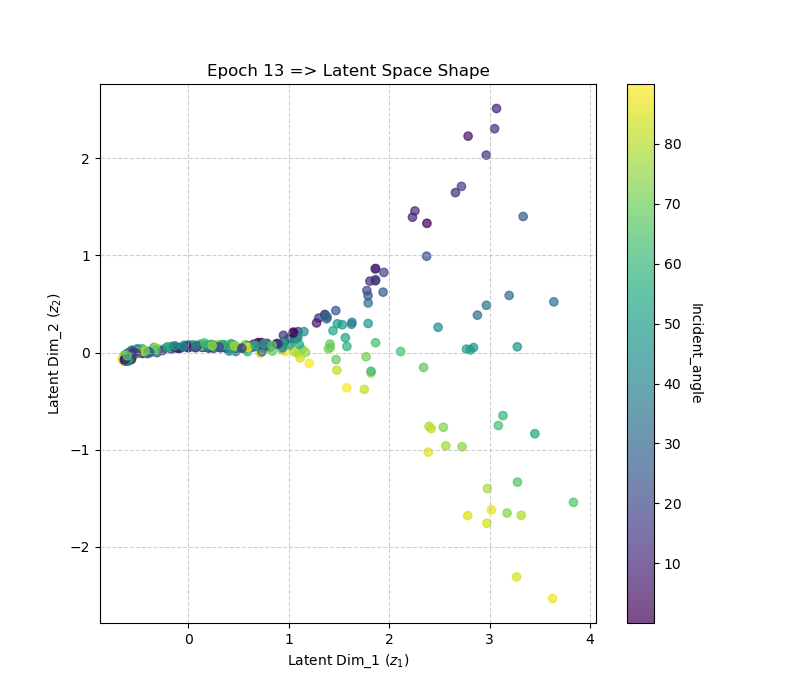 Epoch 13 => Latent Space Shape
2
1
0
−1
−2
Latent Dim_2 (z₂)
0 1 2 3 4
Latent Dim_1 (z₁)
80
70
60
50
40
30
20
10
Incident_angle